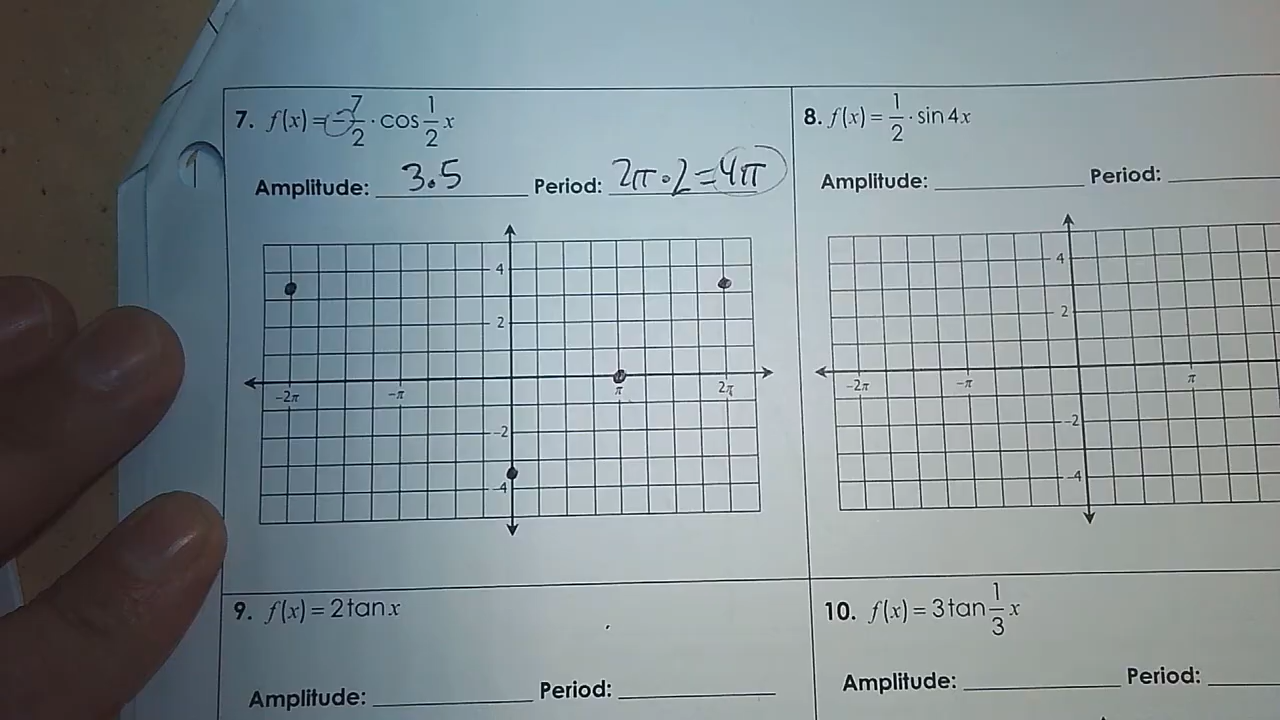 7. f(x) = -7/2 · cos 1/2 x
Amplitude: 3.5 Period: 2π·2=4π
4
2
-2π -π π 2π
-2
-4
8. f(x) = 1/2 · sin 4x
Amplitude: Period:
4
2
-2π -π π
-2
-4
9. f(x) = 2 tan x
Amplitude: Period:
10. f(x) = 3 tan 1/3 x
Amplitude: Period:
1